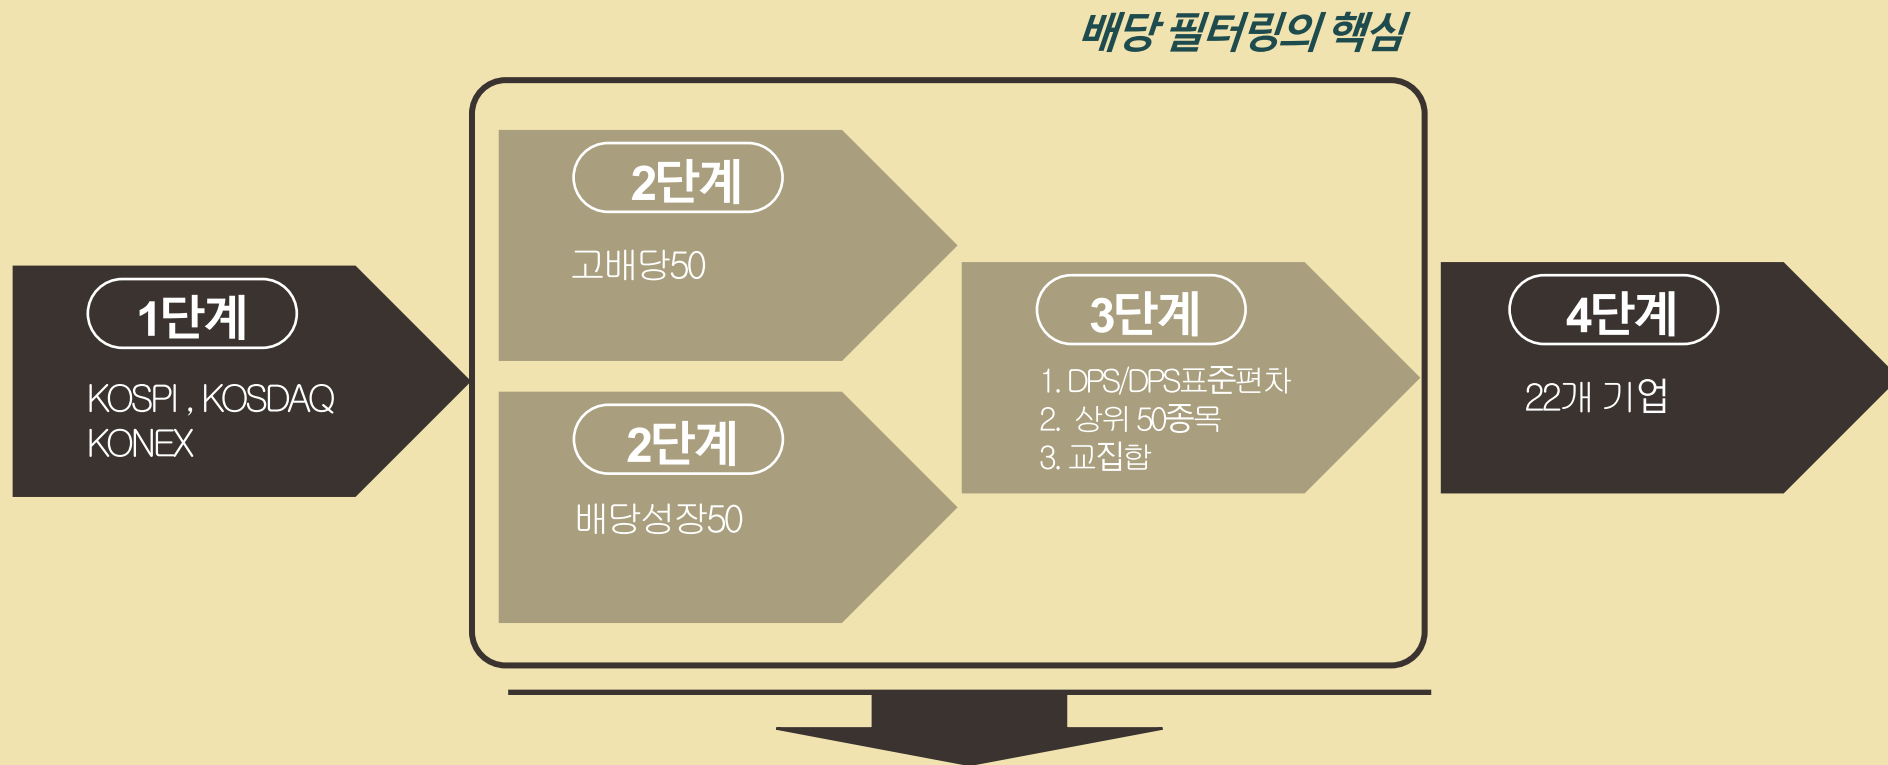 배당 필터링의 핵심
1단계
KOSPI , KOSDAQ
KONEX
2단계
고배당50
2단계
배당성장50
3단계
1. DPS/DPS표준편차
2. 상위 50종목
3. 교집합
4단계
22개 기업